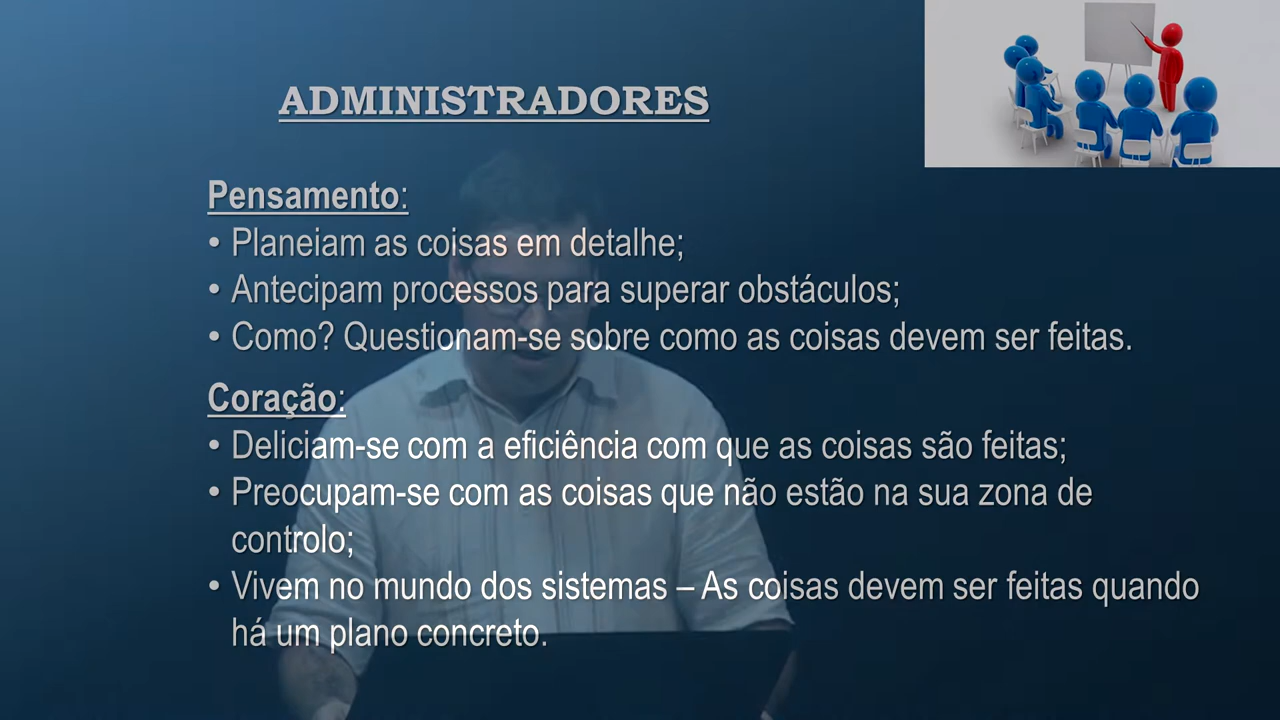 ADMINISTRADORES
Pensamento:
• Planeiam as coisas em detalhe;
• Antecipam processos para superar obstáculos;
• Como? Questionam-se sobre como as coisas devem ser feitas.
Coração:
• Deliciam-se com a eficiência com que as coisas são feitas;
• Preocupam-se com as coisas que não estão na sua zona de
controlo;
• Vivem no mundo dos sistemas – As coisas devem ser feitas quando
há um plano concreto.